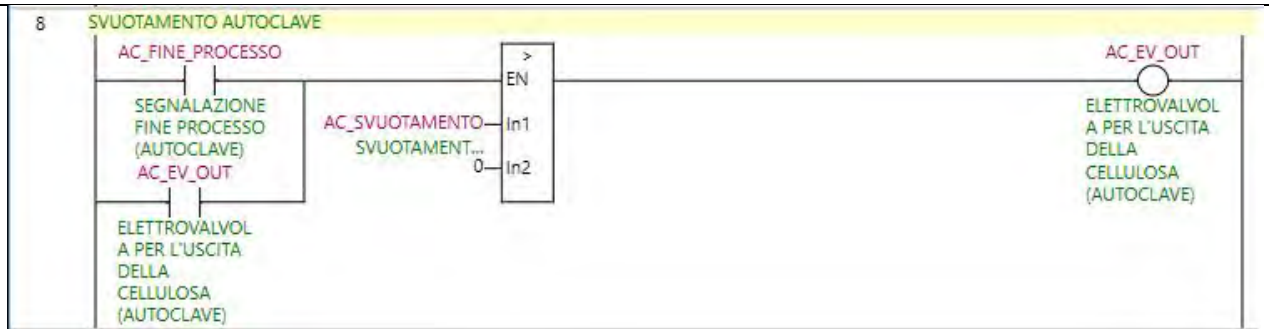 8 SVUOTAMENTO AUTOCLAVE
AC_FINE_PROCESSO
SEGNALAZIONE
FINE PROCESSO
(AUTOCLAVE)
AC_EV_OUT
ELETTROVALVOL
A PER L'USCITA
DELLA
CELLULOSA
(AUTOCLAVE)
>
EN
AC_SVUOTAMENTO In1
SVUOTAMENT...
0 In2
AC_EV_OUT
ELETTROVALVOL
A PER L'USCITA
DELLA
CELLULOSA
(AUTOCLAVE)